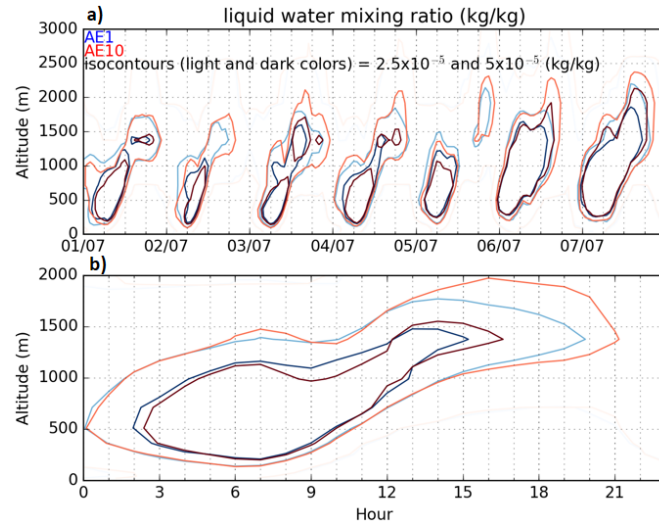 a) liquid water mixing ratio (kg/kg)
3000
AE1
AE10
isocontours (light and dark colors) = 2.5x10⁻⁵ and 5x10⁻⁵ (kg/kg)
2500
2000
1500
1000
500
0
Altitude (m)
01/07 02/07 03/07 04/07 05/07 06/07 07/07
b)
2000
1500
1000
500
0
Altitude (m)
0 3 6 9 12 15 18 21
Hour